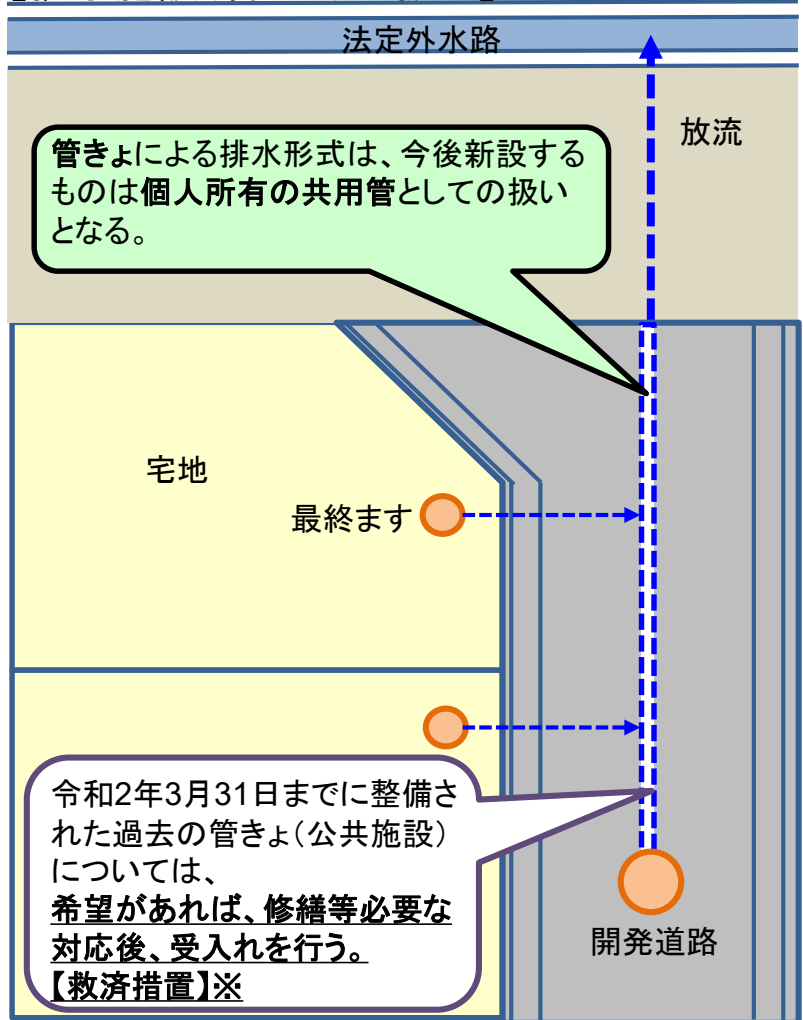 法定外水路
放流
管きょによる排水形式は、今後新設する
ものは個人所有の共用管としての扱い
となる。
宅地
最終ます
令和2年3月31日までに整備さ
れた過去の管きょ(公共施設)
については、
希望があれば、修繕等必要な
対応後、受入れを行う。
【救済措置】※
開発道路